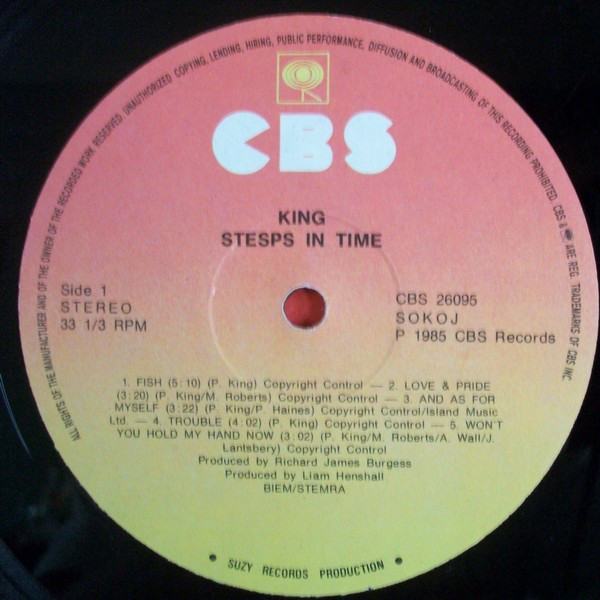 ALL RIGHTS OF THE MANUFACTURER AND OF THE OWNER OF THE RECORDED WORK RESERVED. UNAUTHORIZED COPYING, LENDING, HIRING, PUBLIC PERFORMANCE, DIFFUSION AND BROADCASTING OF THIS RECORDING PROHIBITED. CBS & ARE REG. TRADEMARKS OF CBS INC.
CBS
KING
STESPS IN TIME
Side 1
STEREO
33 1/3 RPM
CBS 26095
SOKOJ
P 1985 CBS Records
1. FISH (5:10) (P. King) Copyright Control — 2. LOVE & PRIDE
(3:20) (P. King/M. Roberts) Copyright Control — 3. AND AS FOR
MYSELF (3:22) (P. King/P. Haines) Copyright Control/Island Music
Ltd. — 4. TROUBLE (4:02) (P. King) Copyright Control — 5. WON'T
YOU HOLD MY HAND NOW (3:02) (P. King/M. Roberts/A. Wall/J.
Lantsbery) Copyright Control
Produced by Richard James Burgess
Produced by Liam Henshall
BIEM/STEMRA
• SUZY RECORDS PRODUCTION •